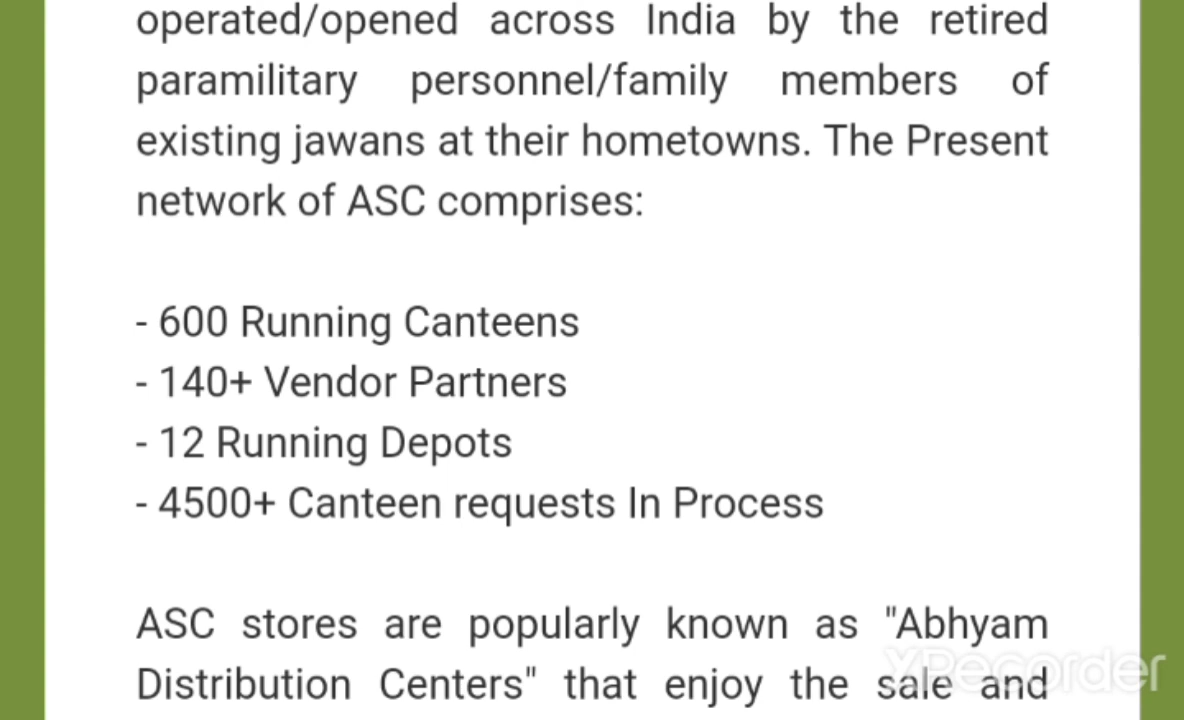 operated/opened across India by the retired
paramilitary personnel/family members of
existing jawans at their hometowns. The Present
network of ASC comprises:
- 600 Running Canteens
- 140+ Vendor Partners
- 12 Running Depots
- 4500+ Canteen requests In Process
ASC stores are popularly known as "Abhyam
Distribution Centers" that enjoy the sale and
XRecorder